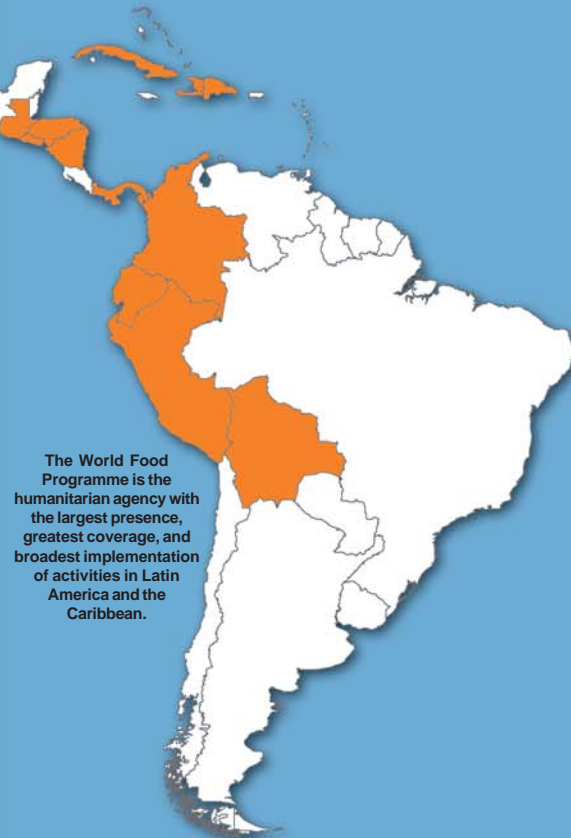 The World Food
Programme is the
humanitarian agency with
the largest presence,
greatest coverage, and
broadest implementation
of activities in Latin
America and the
Caribbean.